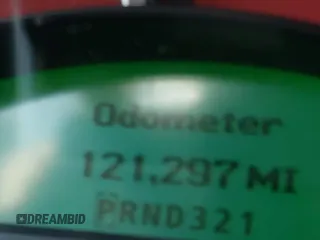 Odometer
121,297 MI
PRND321
DREAMBID